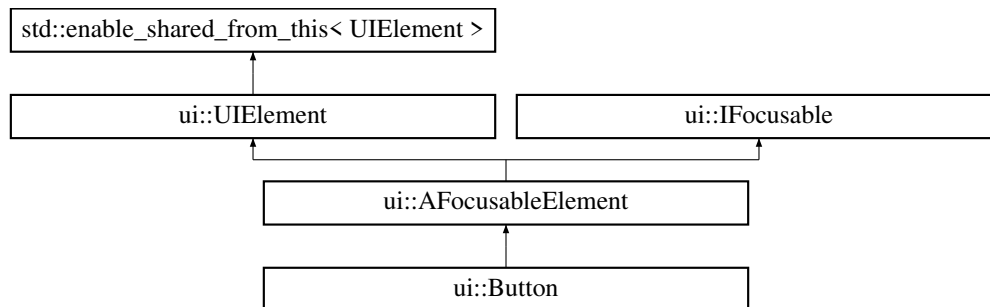 std::enable_shared_from_this< UIElement >
ui::UIElement
ui::IFocusable
ui::AFocusableElement
ui::Button